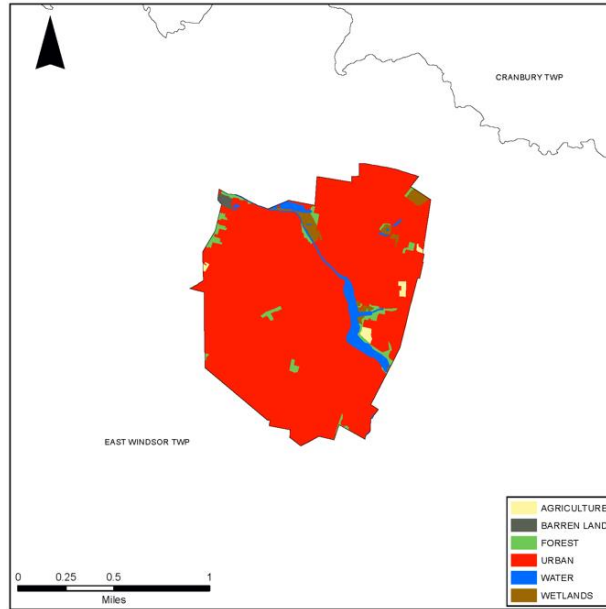 CRANBURY TWP
EAST WINDSOR TWP
AGRICULTURE
BARREN LAND
FOREST
URBAN
WATER
WETLANDS
0 0.25 0.5 1
Miles